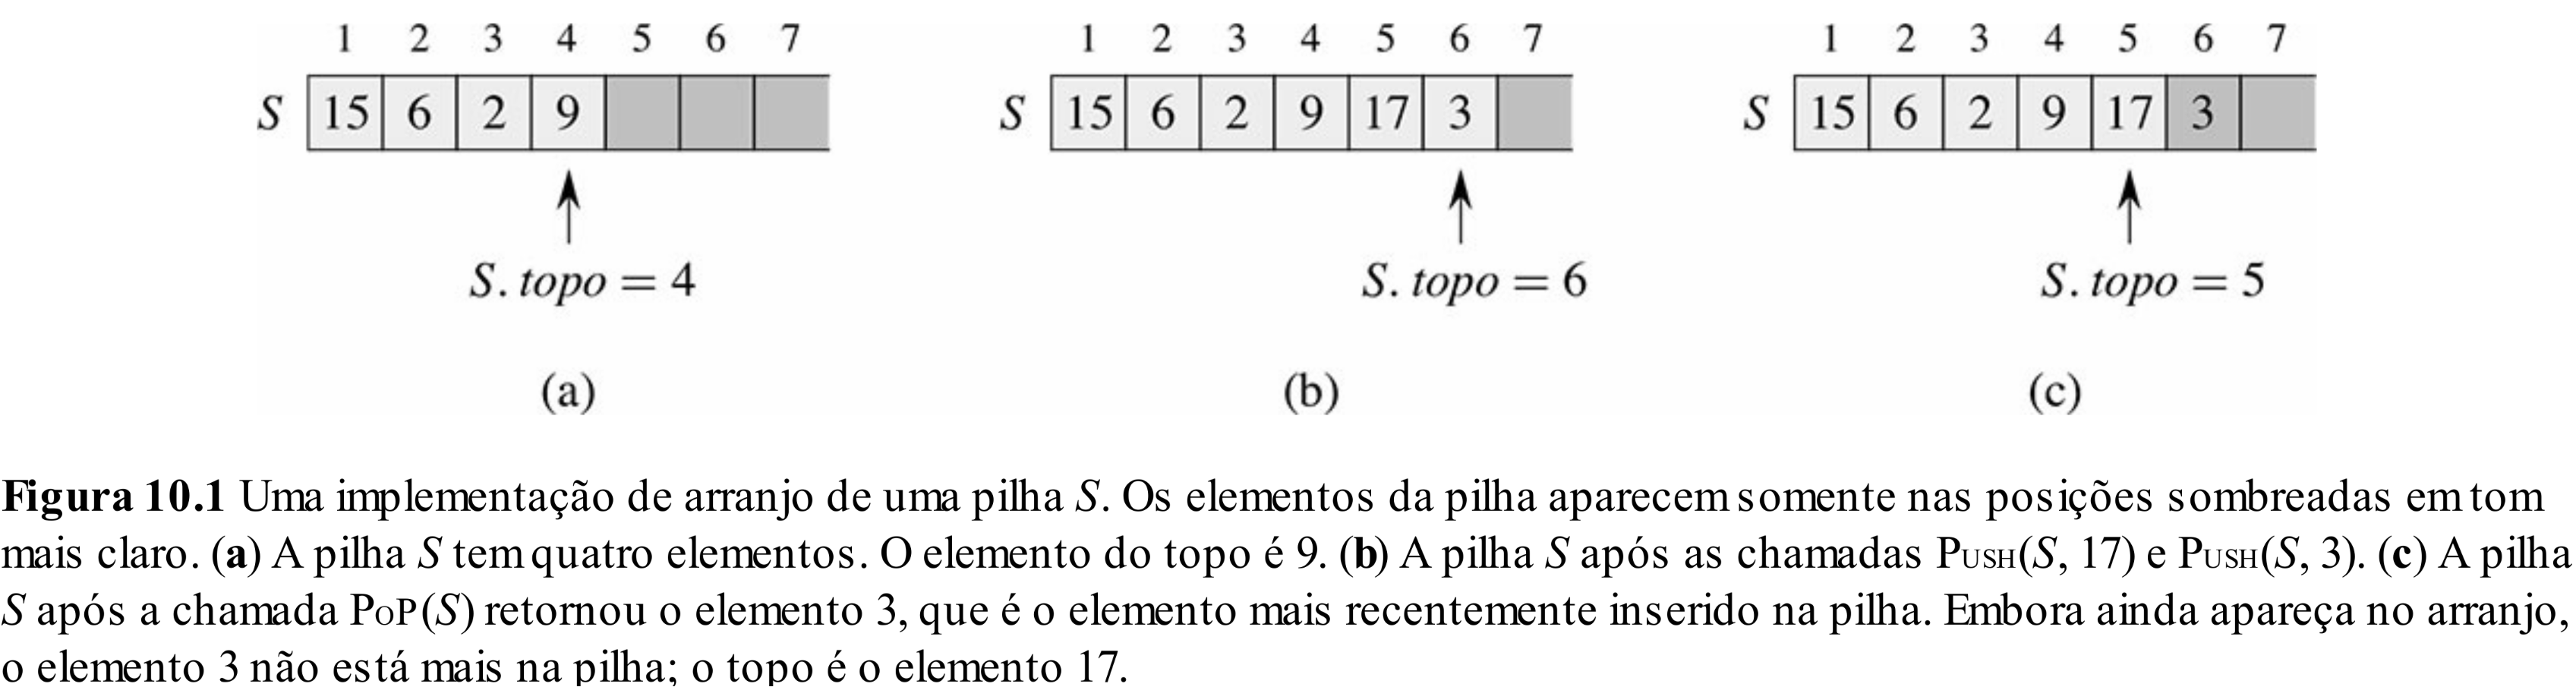 1 2 3 4 5 6 7 1 2 3 4 5 6 7 1 2 3 4 5 6 7
S 15 6 2 9 S 15 6 2 9 17 3 S 15 6 2 9 17 3
S. topo = 4 S. topo = 6 S. topo = 5
(a) (b) (c)
Figura 10.1 Uma implementação de arranjo de uma pilha S. Os elementos da pilha aparecem somente nas posições sombreadas em tom
mais claro. (a) A pilha S tem quatro elementos. O elemento do topo é 9. (b) A pilha S após as chamadas PUSH(S, 17) e PUSH(S, 3). (c) A pilha
S após a chamada POP(S) retornou o elemento 3, que é o elemento mais recentemente inserido na pilha. Embora ainda apareça no arranjo,
o elemento 3 não está mais na pilha; o topo é o elemento 17.